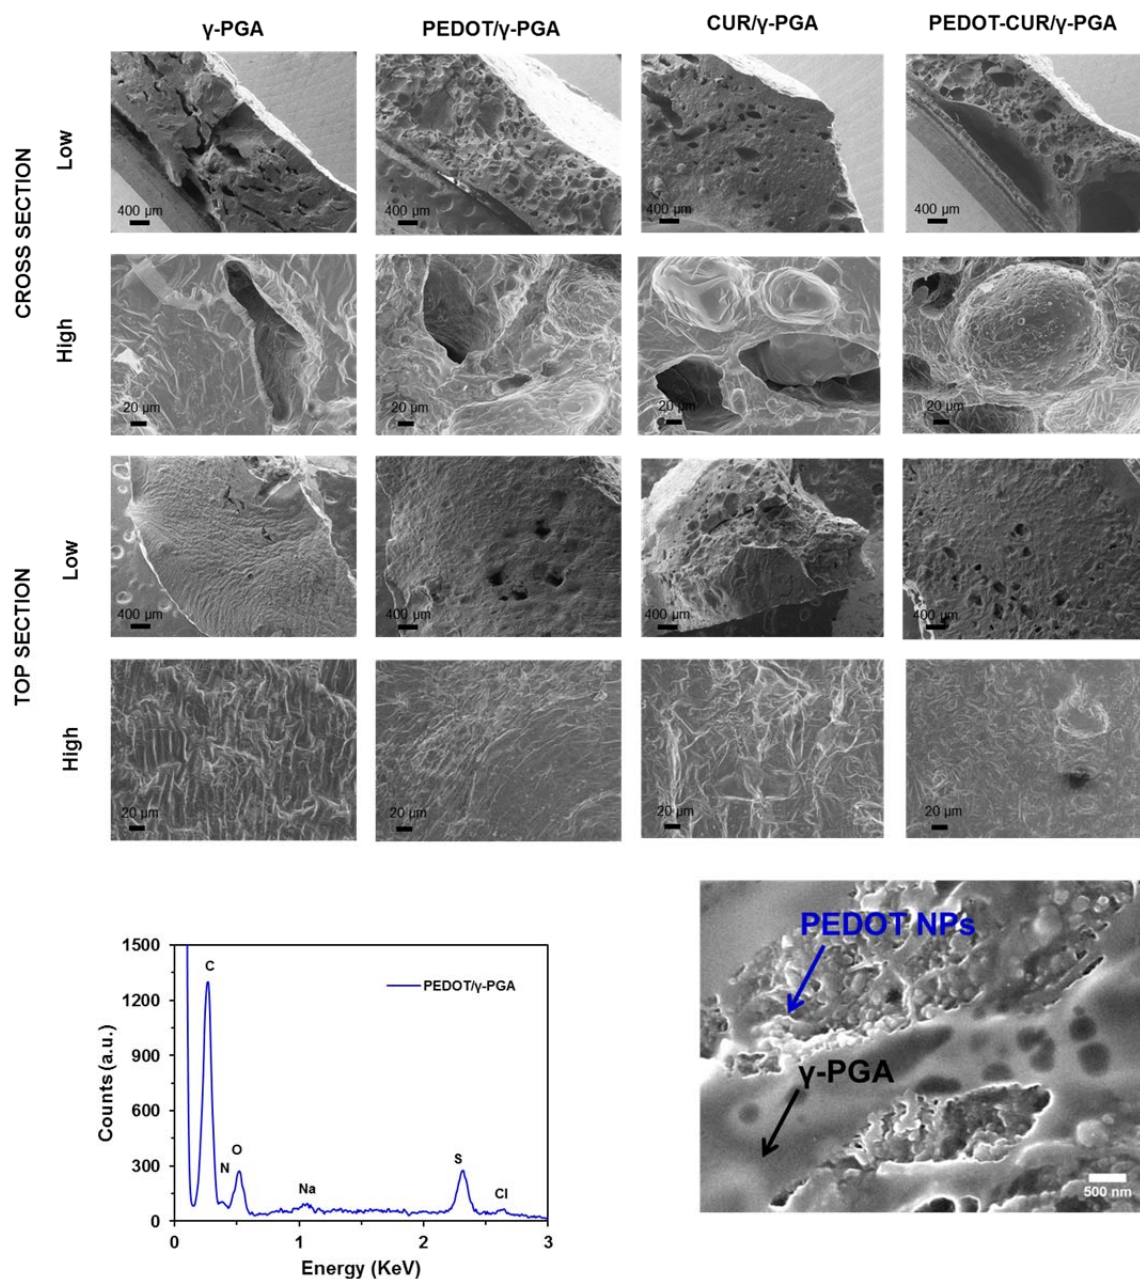 γ-PGA PEDOT/γ-PGA CUR/γ-PGA PEDOT-CUR/γ-PGA
CROSS SECTION
Low
400 μm 400 μm 400 μm 400 μm
High
20 μm 20 μm 20 μm 20 μm
TOP SECTION
Low
400 μm 400 μm 400 μm 400 μm
High
20 μm 20 μm 20 μm 20 μm
1500
1200
900
600
300
0
Counts (a.u.)
C
N
O
Na
S
Cl
PEDOT/γ-PGA
0 1 2 3
Energy (KeV)
PEDOT NPs
γ-PGA
500 nm